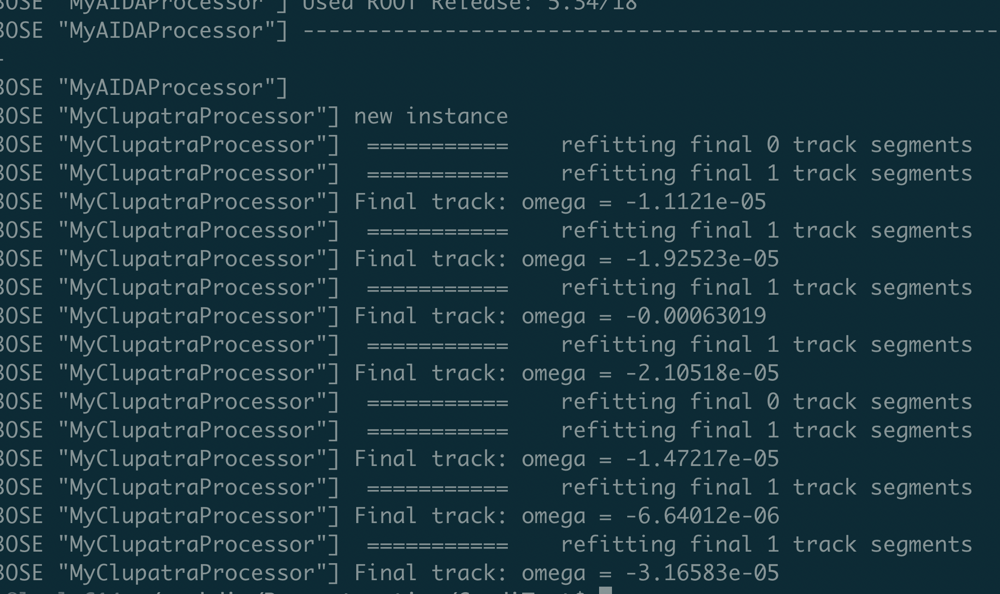 BOSE "MyAIDAProcessor"] Used ROOT Release: 5.34/18
BOSE "MyAIDAProcessor"] ------------------------------------------------------
-
BOSE "MyAIDAProcessor"]
BOSE "MyClupatraProcessor"] new instance
BOSE "MyClupatraProcessor"]  ===========    refitting final 0 track segments
BOSE "MyClupatraProcessor"]  ===========    refitting final 1 track segments
BOSE "MyClupatraProcessor"] Final track: omega = -1.1121e-05
BOSE "MyClupatraProcessor"]  ===========    refitting final 1 track segments
BOSE "MyClupatraProcessor"] Final track: omega = -1.92523e-05
BOSE "MyClupatraProcessor"]  ===========    refitting final 1 track segments
BOSE "MyClupatraProcessor"] Final track: omega = -0.00063019
BOSE "MyClupatraProcessor"]  ===========    refitting final 1 track segments
BOSE "MyClupatraProcessor"] Final track: omega = -2.10518e-05
BOSE "MyClupatraProcessor"]  ===========    refitting final 0 track segments
BOSE "MyClupatraProcessor"]  ===========    refitting final 1 track segments
BOSE "MyClupatraProcessor"] Final track: omega = -1.47217e-05
BOSE "MyClupatraProcessor"]  ===========    refitting final 1 track segments
BOSE "MyClupatraProcessor"] Final track: omega = -6.64012e-06
BOSE "MyClupatraProcessor"]  ===========    refitting final 1 track segments
BOSE "MyClupatraProcessor"] Final track: omega = -3.16583e-05